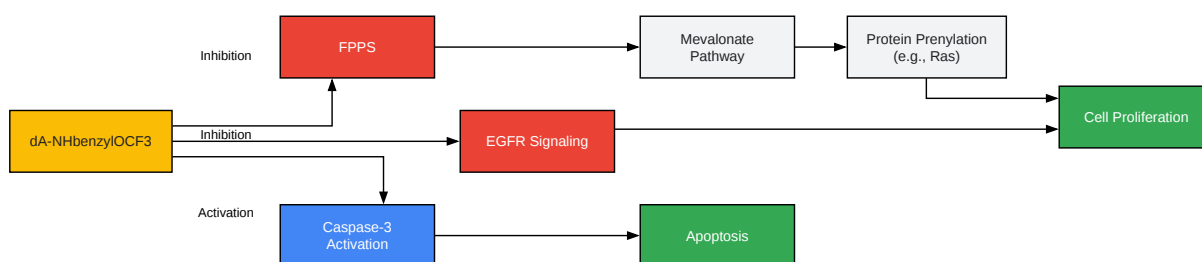 Inhibition
FPPS
Mevalonate
Pathway
Protein Prenylation
(e.g., Ras)
dA-NHbenzylOCF3
Inhibition
EGFR Signaling
Cell Proliferation
Activation
Caspase-3
Activation
Apoptosis